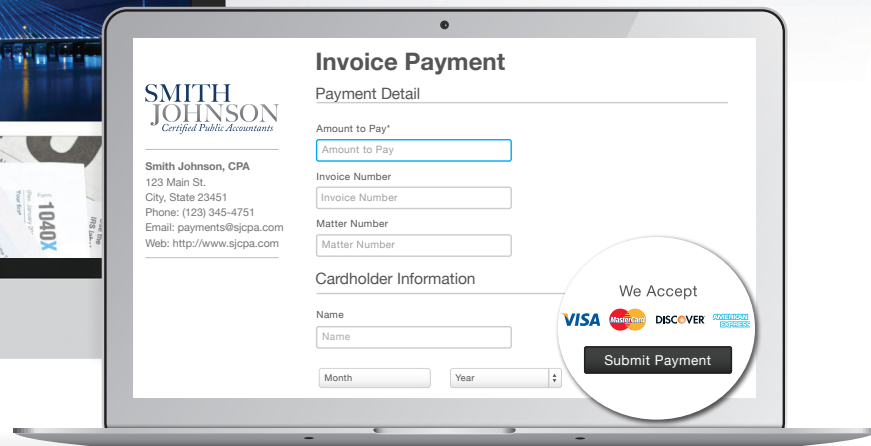 Invoice Payment
SMITH
JOHNSON
Certified Public Accountants
Smith Johnson, CPA
123 Main St.
City, State 23451
Phone: (123) 345-4751
Email: payments@sjcpa.com
Web: http://www.sjcpa.com
Payment Detail
Amount to Pay*
Amount to Pay
Invoice Number
Invoice Number
Matter Number
Matter Number
Cardholder Information
Name
Name
Month
Year
We Accept
VISA
MasterCard
DISCOVER
AMERICAN
EXPRESS
Submit Payment
Form
1040X